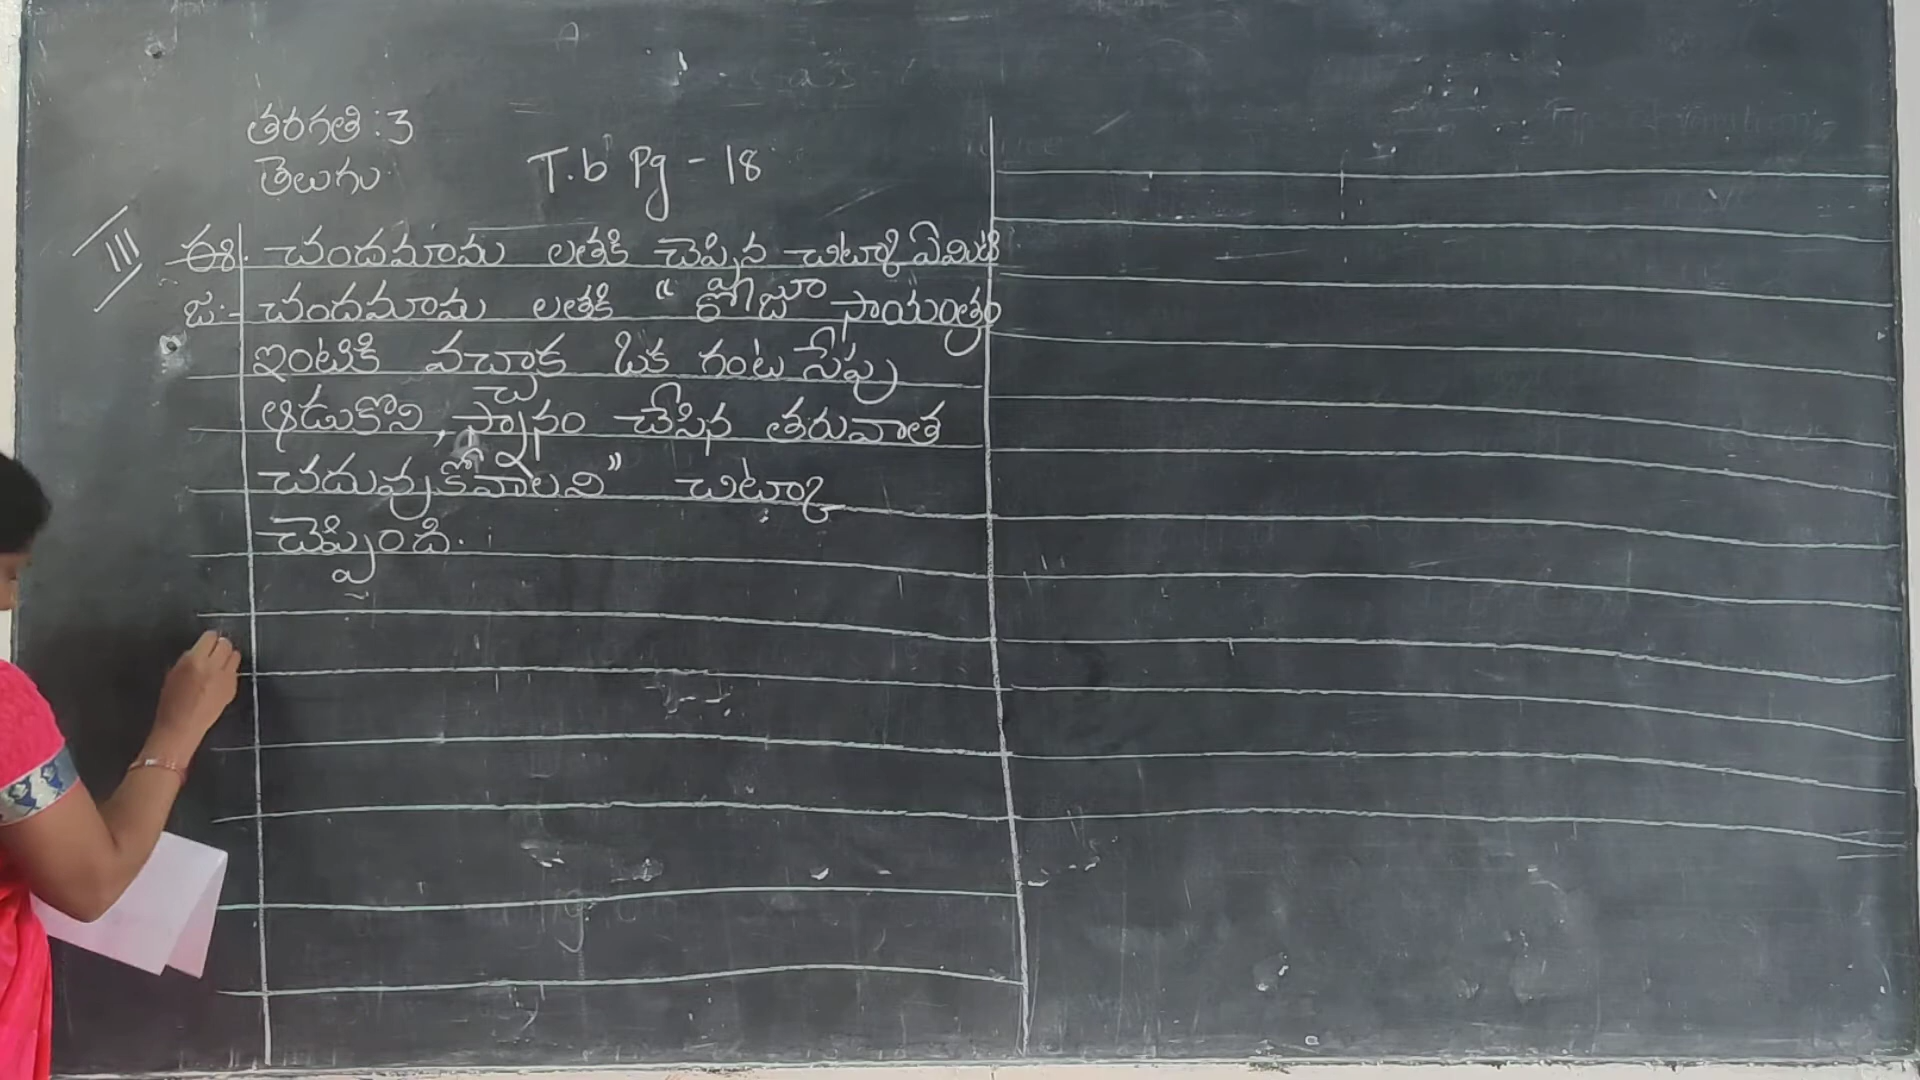 తరగతి : 3
తెలుగు
T.b Pg - 18
III
ఈ. చందమామ లతకి చెప్పిన చిట్కా ఏమిటి
జ:- చందమామ లతకి " రోజూ సాయంత్రం
ఇంటికి వచ్చాక ఒక గంట సేపు
ఆడుకొని, స్నానం చేసిన తరువాత
చదువుకోవాలని" చిట్కా
చెప్పింది.